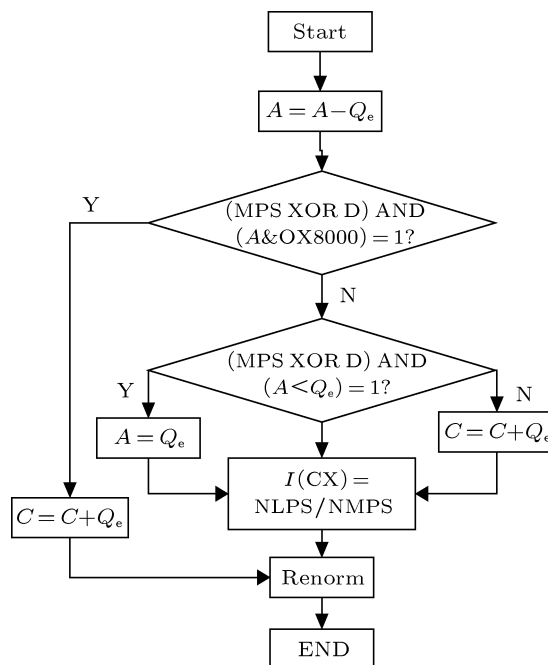 Start
A = A−Qe
Y
(MPS XOR D) AND
(A&OX8000) = 1?
N
(MPS XOR D) AND
(A<Qe) = 1?
Y
N
A = Qe
C = C+Qe
I(CX) =
NLPS/NMPS
C = C+Qe
Renorm
END